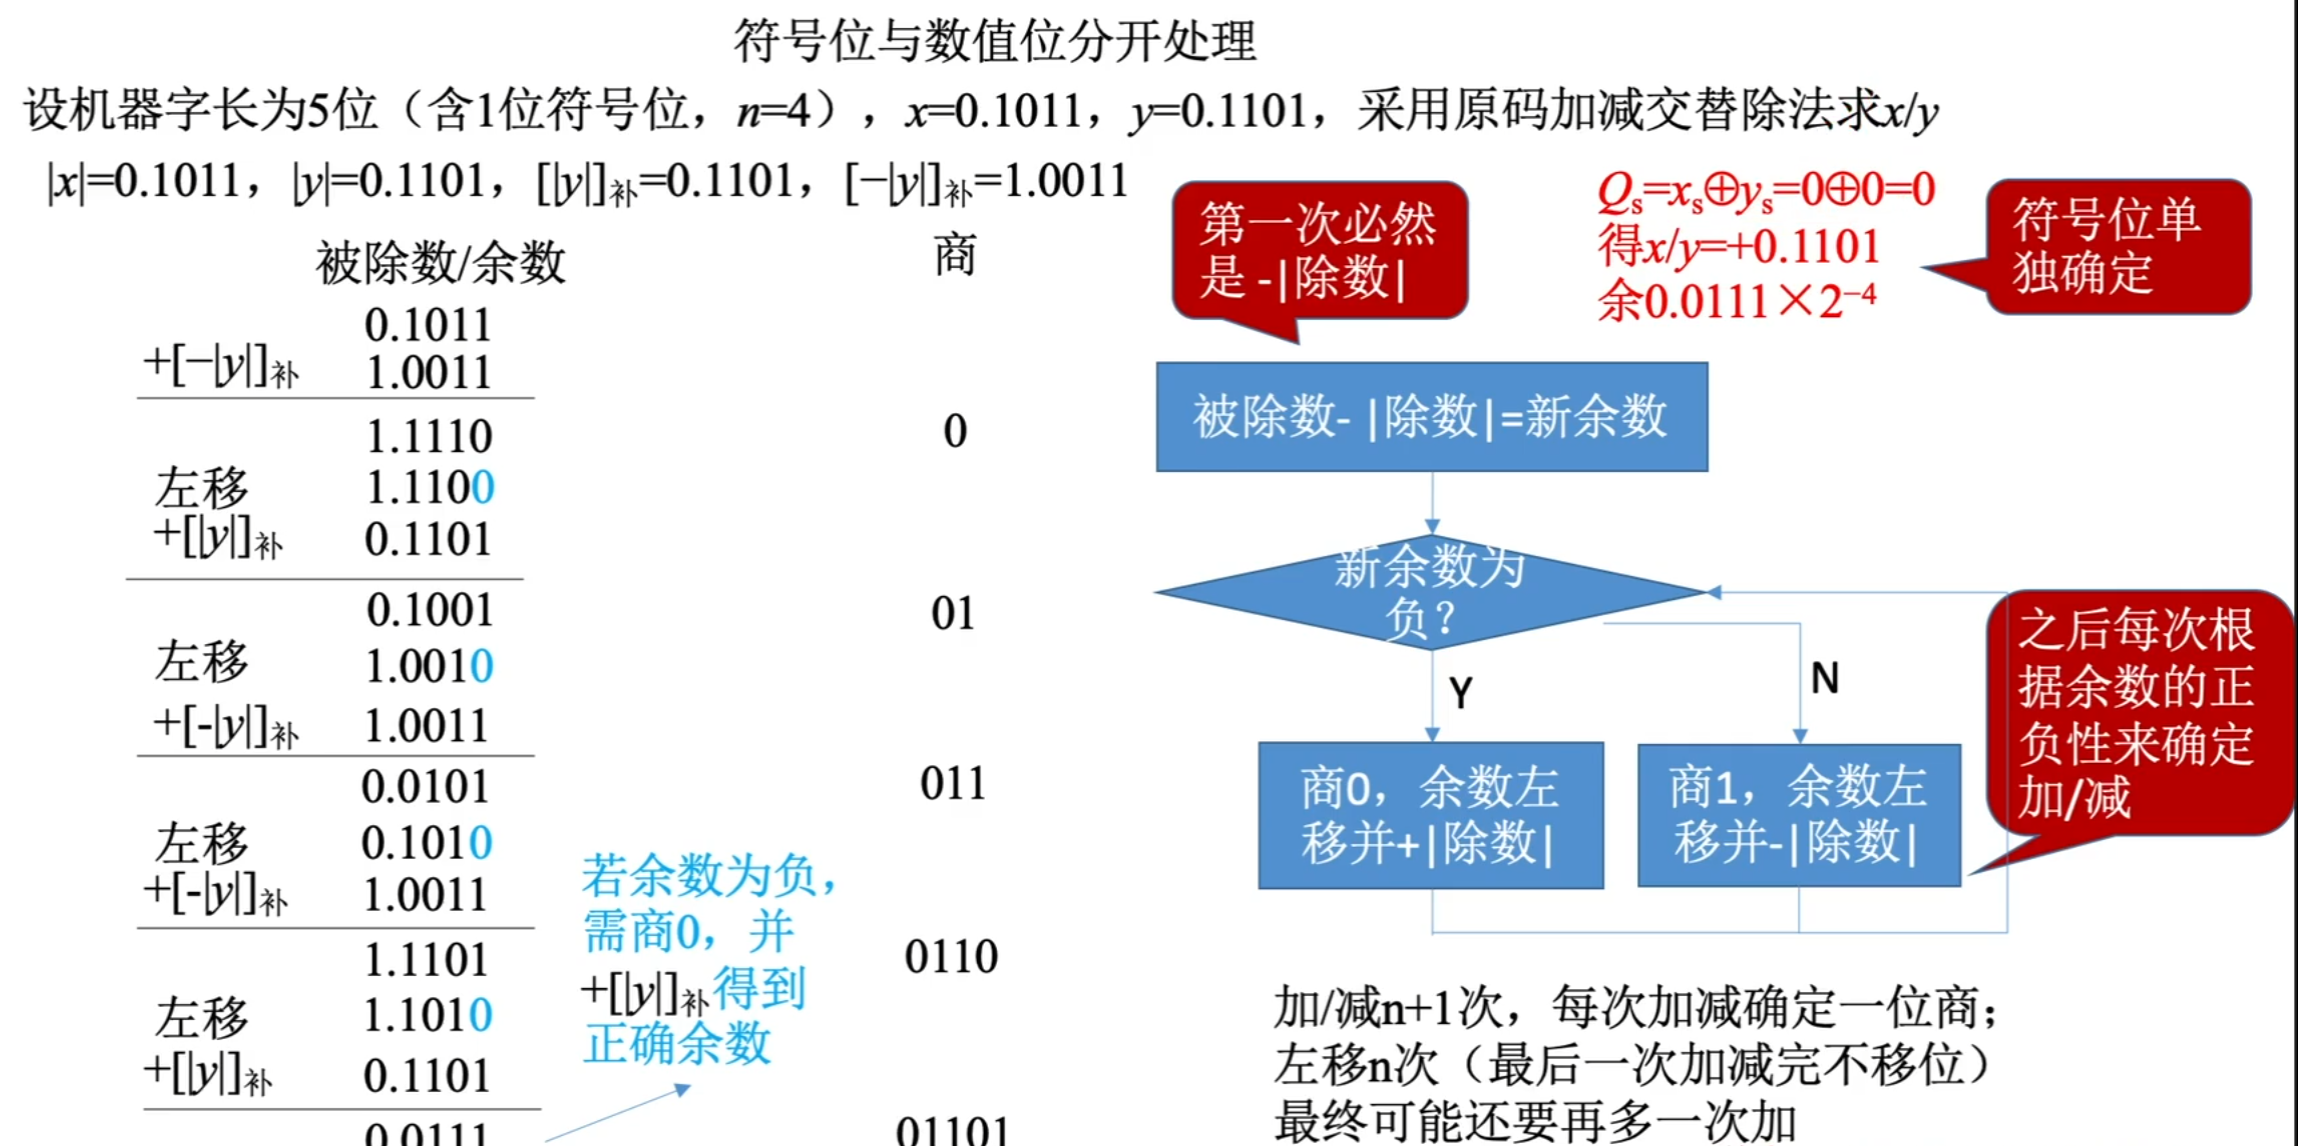 符号位与数值位分开处理
设机器字长为5位（含1位符号位，n=4），x=0.1011，y=0.1101，采用原码加减交替除法求x/y
|x|=0.1011，|y|=0.1101，[|y|]补=0.1101，[−|y|]补=1.0011
被除数/余数 商
0.1011
+[−|y|]补 1.0011
1.1110 0
左移 1.1100
+[|y|]补 0.1101
0.1001 01
左移 1.0010
+[-|y|]补 1.0011
0.0101 011
左移 0.1010
+[-|y|]补 1.0011
1.1101 0110
左移 1.1010
+[|y|]补 0.1101
0.0111 01101
若余数为负，
需商0，并
+[|y|]补得到
正确余数
第一次必然
是 -|除数|
Qs=xs⊕ys=0⊕0=0
得x/y=+0.1101
余0.0111×2−4
符号位单
独确定
被除数- |除数|=新余数
新余数为
负？
Y
N
商0，余数左
移并+|除数|
商1，余数左
移并-|除数|
之后每次根
据余数的正
负性来确定
加/减
加/减n+1次，每次加减确定一位商；
左移n次（最后一次加减完不移位）
最终可能还要再多一次加